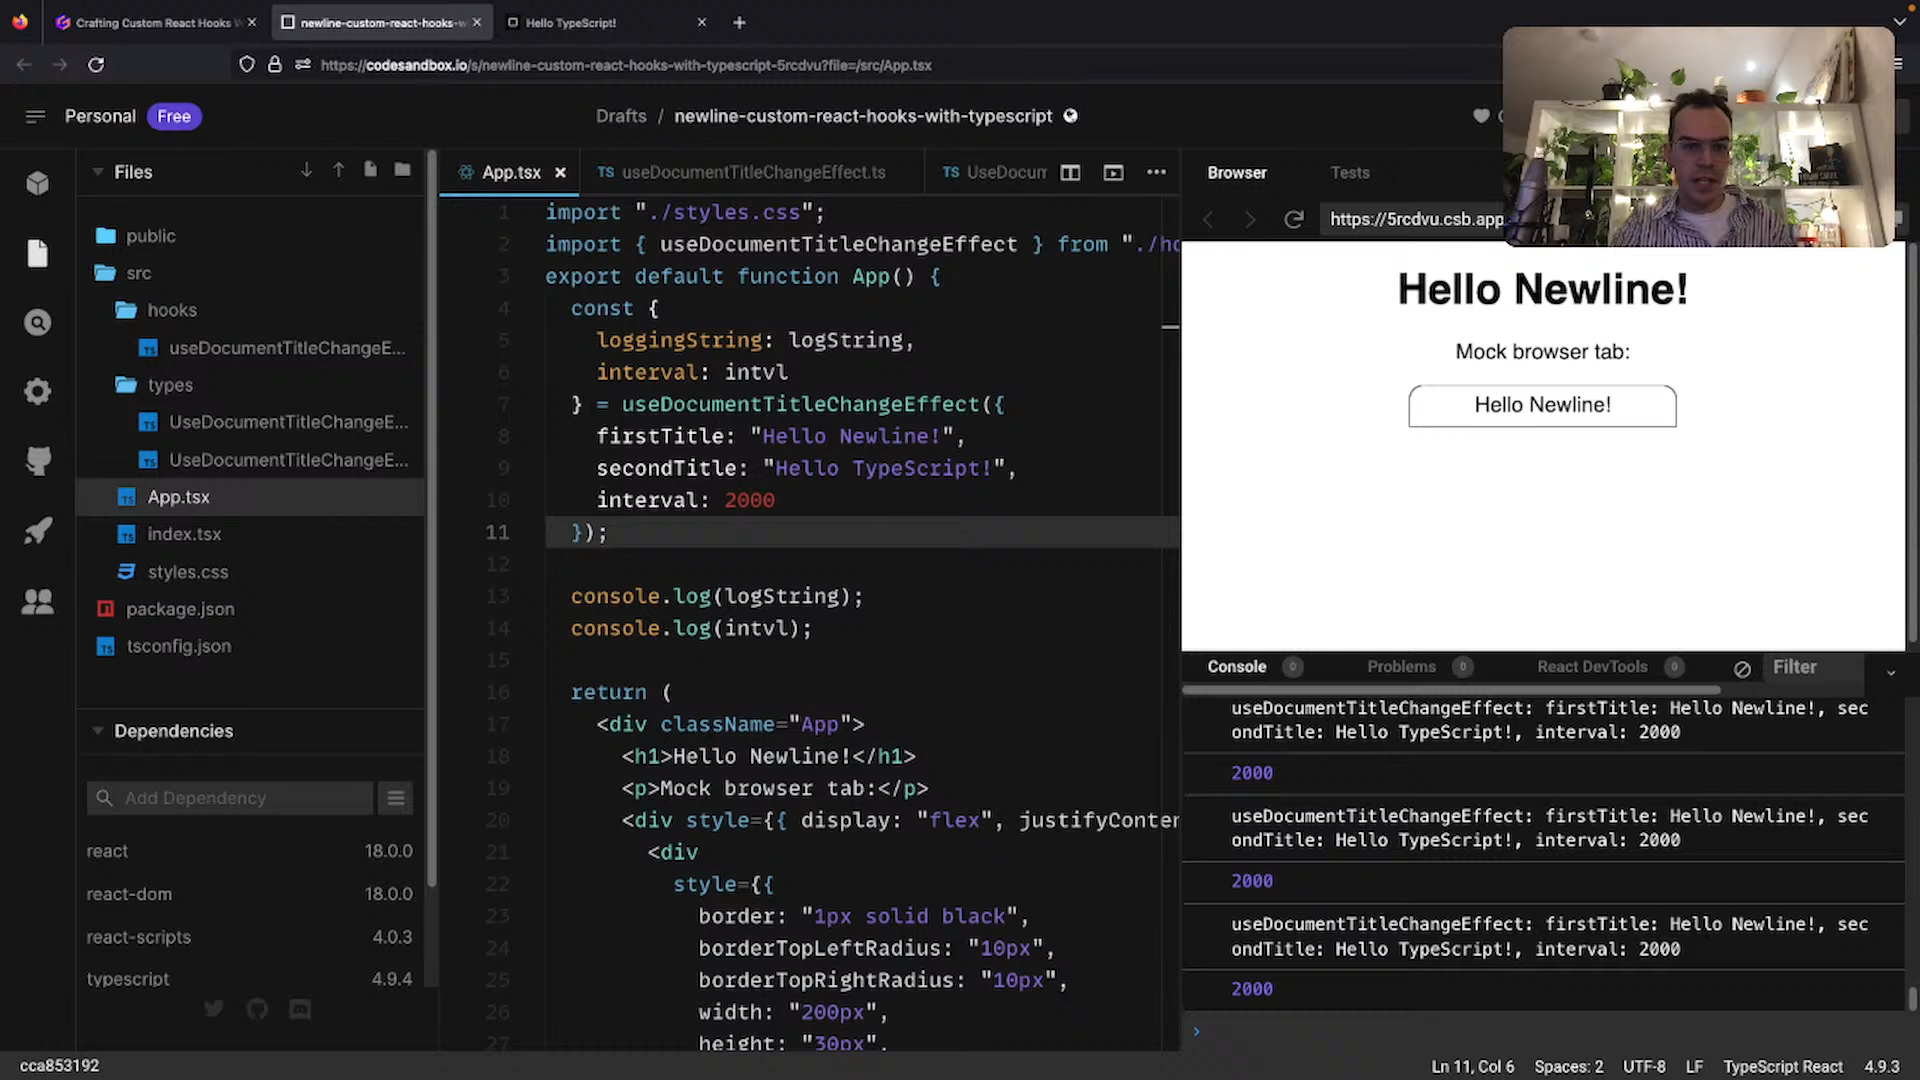 Crafting Custom React Hooks
newline-custom-react-hooks-w
Hello TypeScript!
https://codesandbox.io/s/newline-custom-react-hooks-with-typescript-5rcdvu?file=/src/App.tsx
Personal
Free
Drafts / newline-custom-react-hooks-with-typescript
Files
public
src
hooks
useDocumentTitleChangeE...
types
UseDocumentTitleChangeE...
UseDocumentTitleChangeE...
App.tsx
index.tsx
styles.css
package.json
tsconfig.json
Dependencies
Add Dependency
react 18.0.0
react-dom 18.0.0
react-scripts 4.0.3
typescript 4.9.4
App.tsx
TS useDocumentTitleChangeEffect.ts
TS UseDocum
1 import "./styles.css";
2 import { useDocumentTitleChangeEffect } from "./ho
3 export default function App() {
4 const {
5 loggingString: logString,
6 interval: intvl
7 } = useDocumentTitleChangeEffect({
8 firstTitle: "Hello Newline!",
9 secondTitle: "Hello TypeScript!",
10 interval: 2000
11 });
12
13 console.log(logString);
14 console.log(intvl);
15
16 return (
17 <div className="App">
18 <h1>Hello Newline!</h1>
19 <p>Mock browser tab:</p>
20 <div style={{ display: "flex", justifyConten
21 <div
22 style={{
23 border: "1px solid black",
24 borderTopLeftRadius: "10px",
25 borderTopRightRadius: "10px",
26 width: "200px",
27 height: "30px",
Browser
Tests
https://5rcdvu.csb.app
Hello Newline!
Mock browser tab:
Hello Newline!
Console 0
Problems 0
React DevTools 0
Filter
useDocumentTitleChangeEffect: firstTitle: Hello Newline!, sec
ondTitle: Hello TypeScript!, interval: 2000
2000
useDocumentTitleChangeEffect: firstTitle: Hello Newline!, sec
ondTitle: Hello TypeScript!, interval: 2000
2000
useDocumentTitleChangeEffect: firstTitle: Hello Newline!, sec
ondTitle: Hello TypeScript!, interval: 2000
2000
cca853192
Ln 11, Col 6
Spaces: 2
UTF-8
LF
TypeScript React
4.9.3